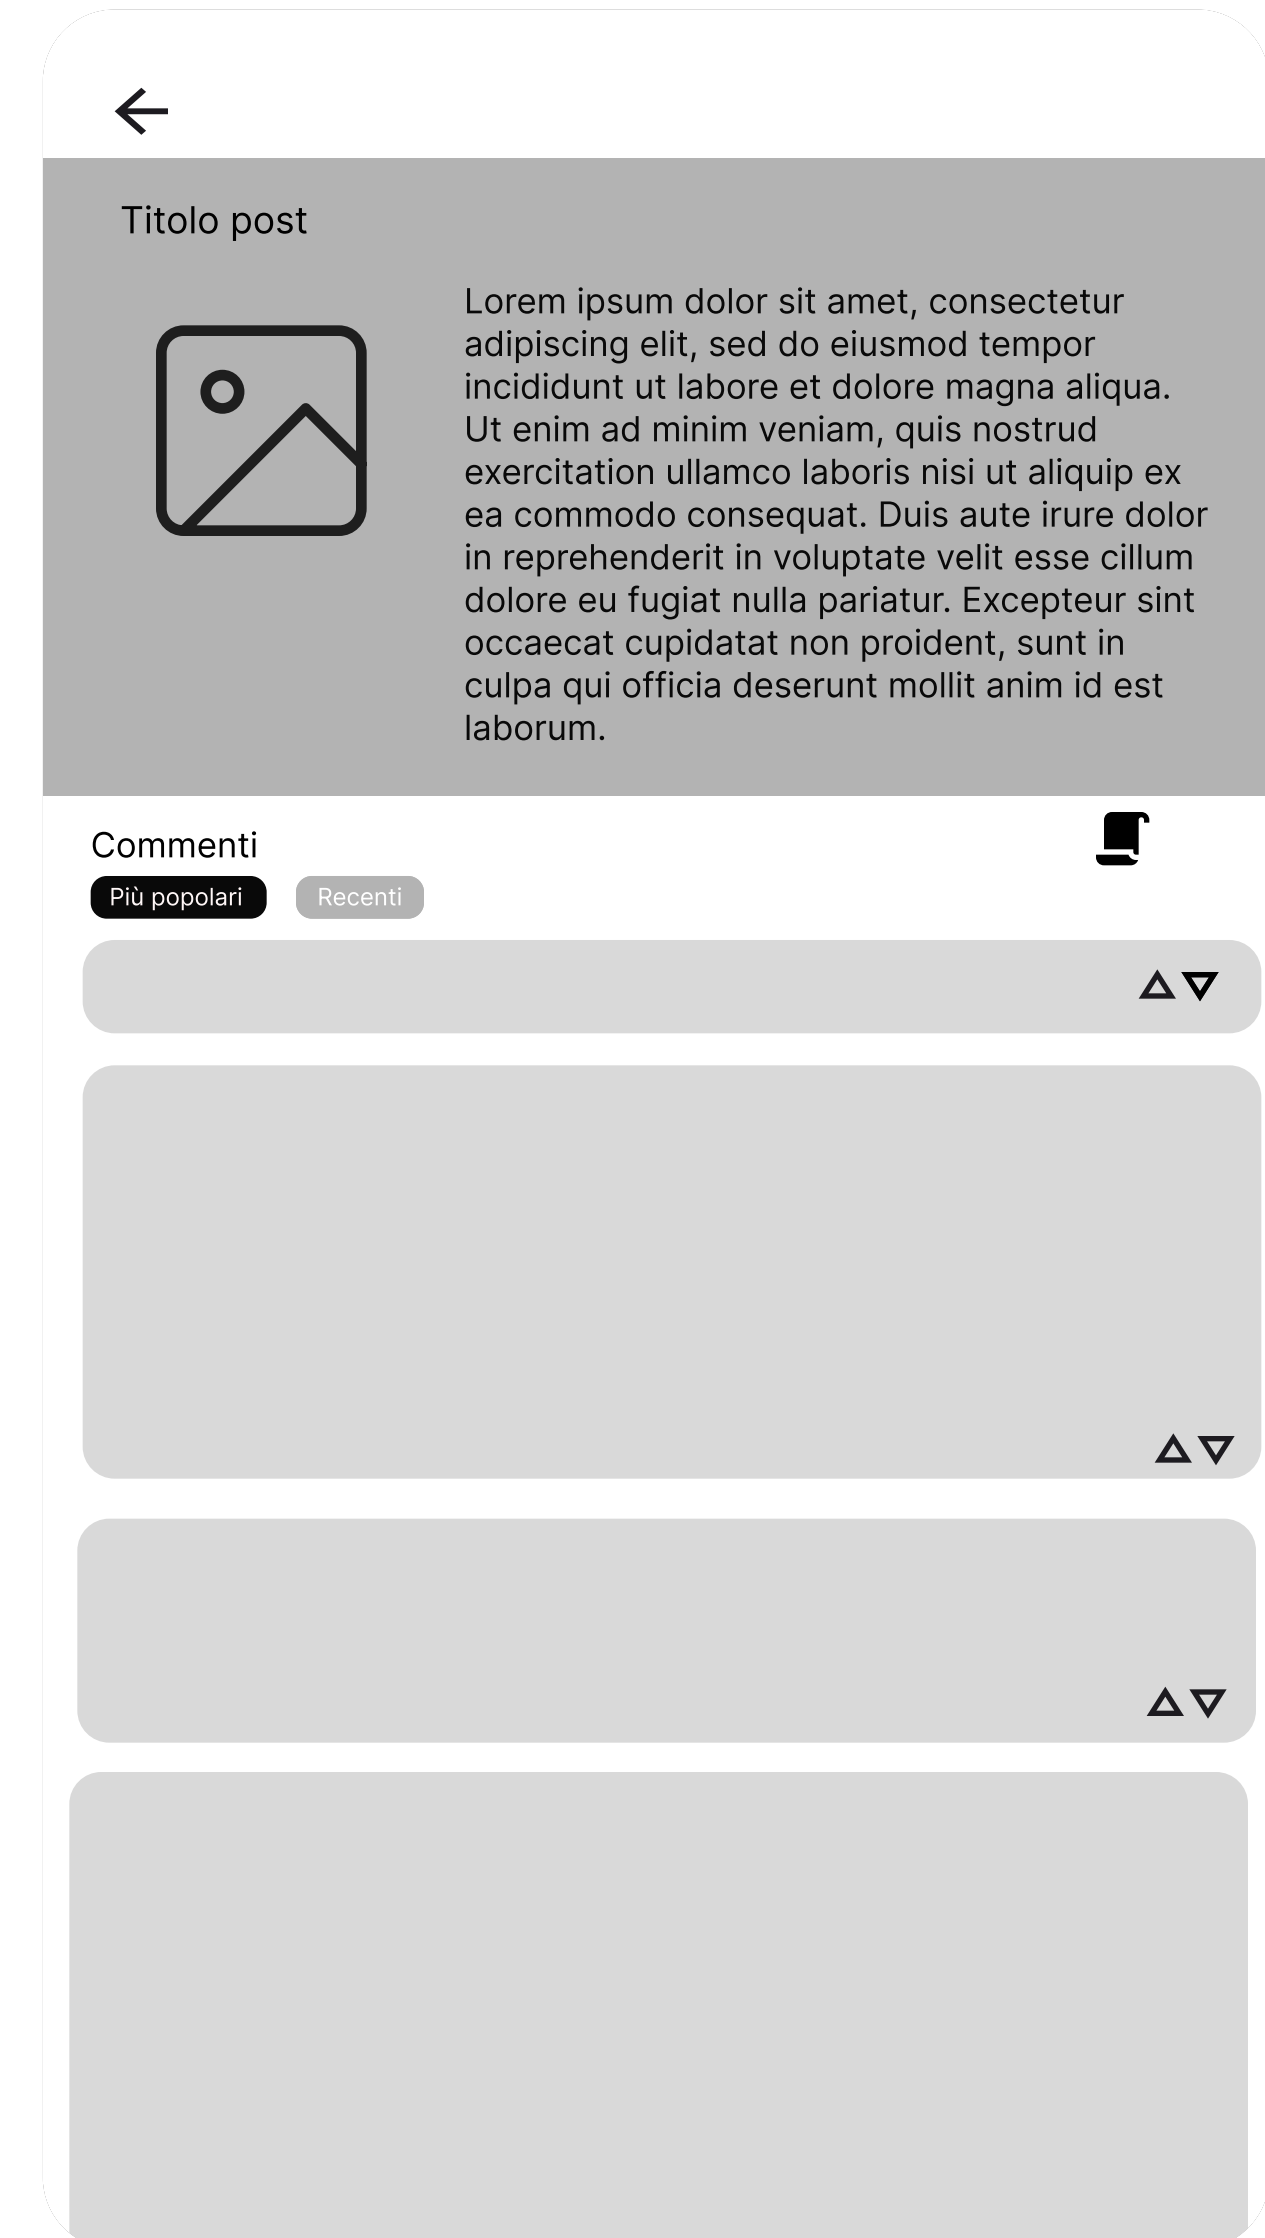 Titolo post
Lorem ipsum dolor sit amet, consectetur
adipiscing elit, sed do eiusmod tempor
incididunt ut labore et dolore magna aliqua.
Ut enim ad minim veniam, quis nostrud
exercitation ullamco laboris nisi ut aliquip ex
ea commodo consequat. Duis aute irure dolor
in reprehenderit in voluptate velit esse cillum
dolore eu fugiat nulla pariatur. Excepteur sint
occaecat cupidatat non proident, sunt in
culpa qui officia deserunt mollit anim id est
laborum.
Commenti
Più popolari
Recenti